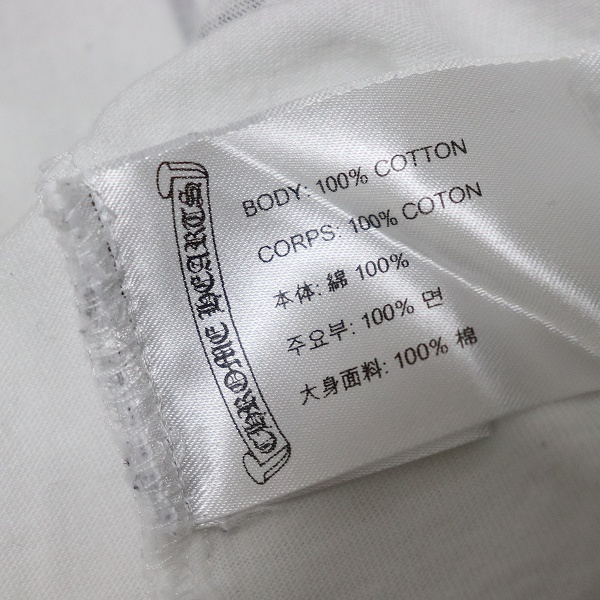 CHROME HEARTS
BODY: 100% COTTON
CORPS: 100% COTON
本体: 綿 100%
주요부: 100% 면
大身面料: 100% 棉